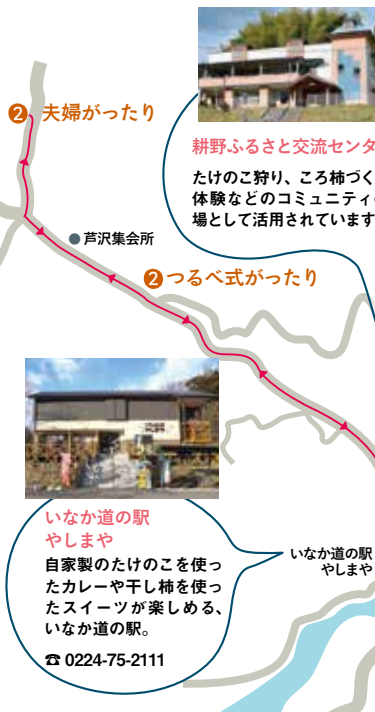 ❷ 夫婦がったり
耕野ふるさと交流センタ
たけのこ狩り、ころ柿づく
体験などのコミュニティ
場として活用されています
●芦沢集会所
❷ つるべ式がったり
いなか道の駅
やしまや
自家製のたけのこを使っ
たカレーや干し柿を使っ
たスイーツが楽しめる、
いなか道の駅。
☎ 0224-75-2111
いなか道の駅
やしまや